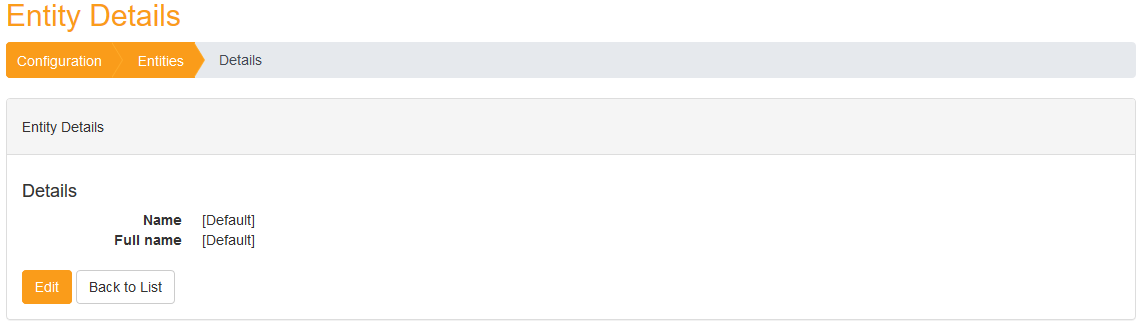 Entity Details
Configuration Entities Details
Entity Details
Details
Name [Default]
Full name [Default]
Edit Back to List